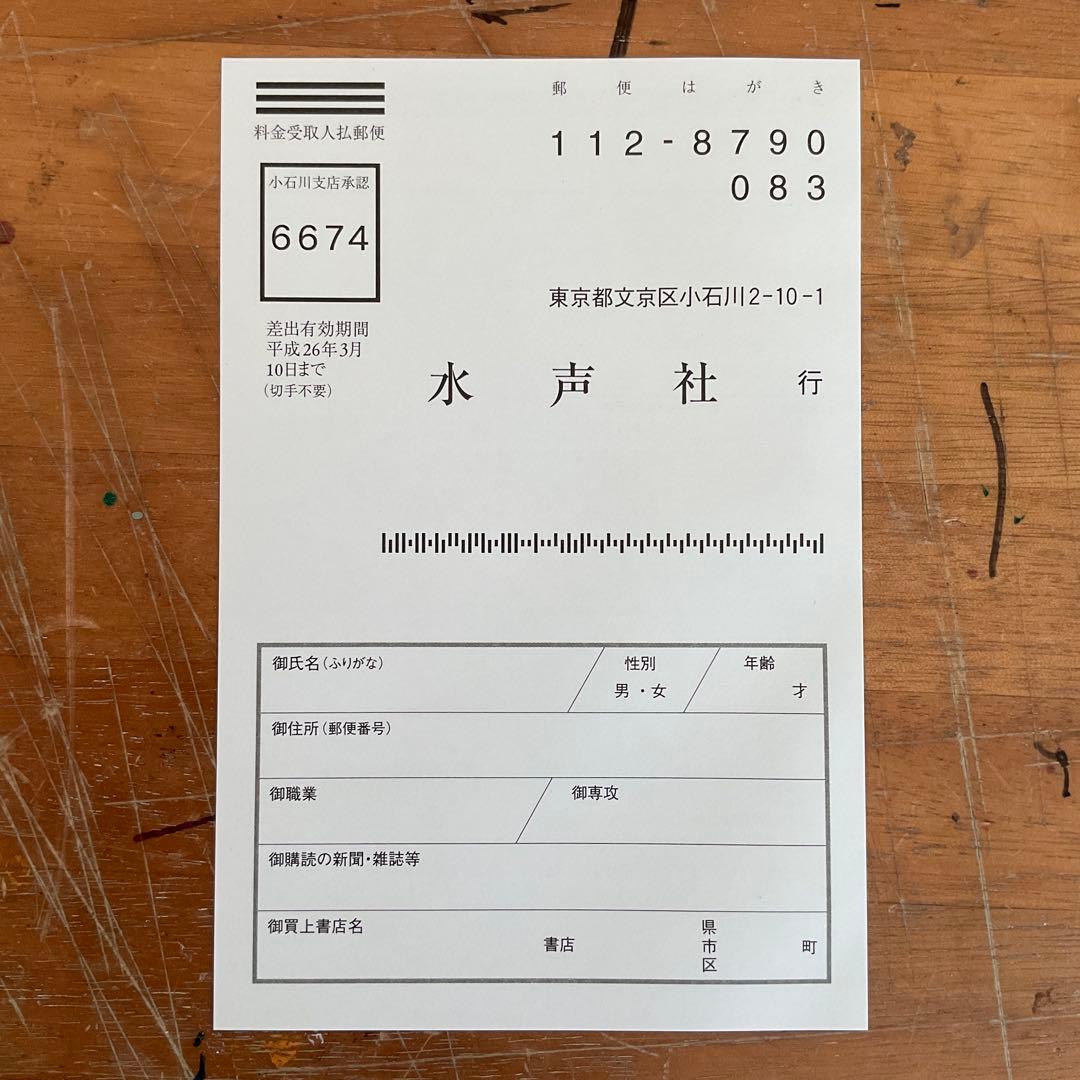 郵便はがき
料金受取人払郵便
112-8790
083
小石川支店承認
6674
東京都文京区小石川2-10-1
差出有効期間
平成26年3月
10日まで
(切手不要)
水声社 行
御氏名(ふりがな) 性別 年齢
男・女 才
御住所(郵便番号)
御職業 御専攻
御購読の新聞・雑誌等
御買上書店名
書店 県 市 区 町